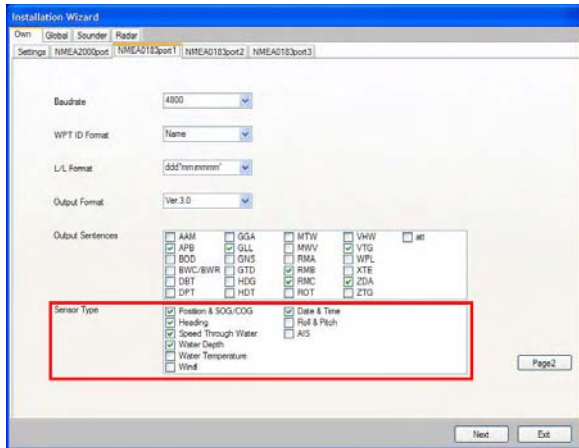 Installation Wizard
Own Global Sounder Radar
Settings NMEA2000port NMEA0183port1 NMEA0183port2 NMEA0183port3
Baudrate 4800
WPT ID Format Name
L/L Format ddd°mm.mmmm'
Output Format Ver.3.0
Output Sentences AAM GGA MTW VHW att
APB GLL MWV VTG
BOD GNS RMA WPL
BWC/BWR GTD RMB XTE
DBT HDG RMC ZDA
DPT HDT ROT ZTG
Sensor Type Position & SOG/COG Date & Time
Heading Roll & Pitch
Speed Through Water AIS
Water Depth
Water Temperature
Wind
Page2
Next Exit